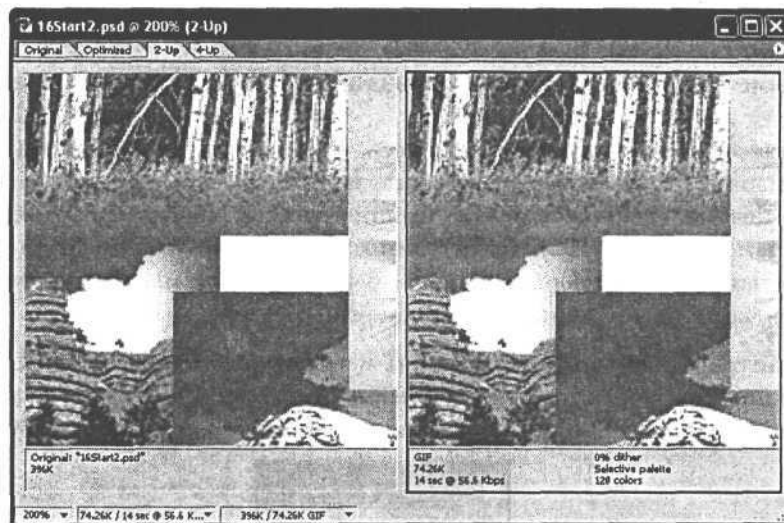 16Start2.psd @ 200% (2-Up)
Original Optimized 2-Up 4-Up
Original: "16Start2.psd"
396K
GIF
74.26K
14 sec @ 56.6 Kbps
0% dither
Selective palette
128 colors
200% 74.26K / 14 sec @ 56.6 K... 396K / 74.26K GIF